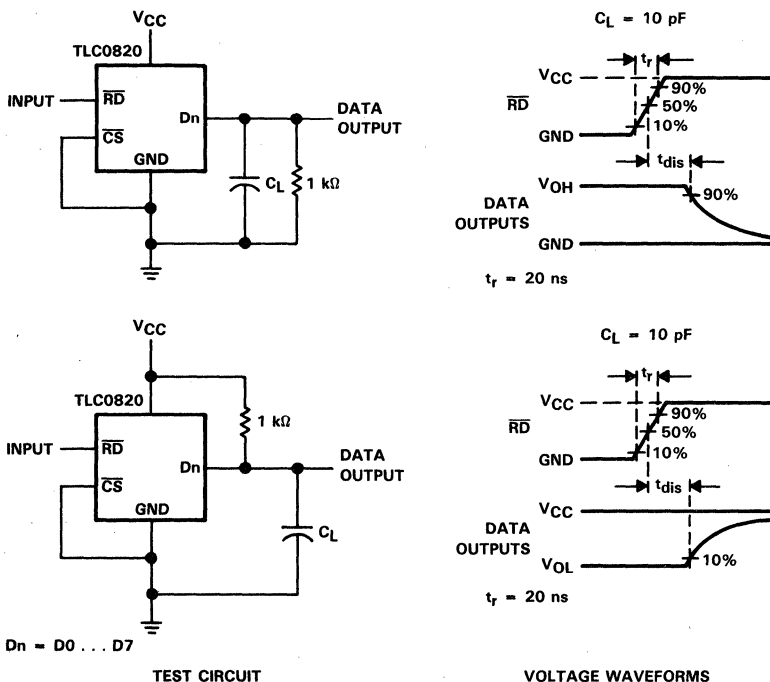 VCC
TLC0820
INPUT
RD
CS
Dn
GND
DATA
OUTPUT
CL
1 kΩ
CL = 10 pF
tr
VCC
90%
RD
50%
GND
10%
tdis
VOH
90%
DATA
OUTPUTS
GND
tr = 20 ns
VCC
TLC0820
1 kΩ
INPUT
RD
CS
Dn
GND
DATA
OUTPUT
CL
CL = 10 pF
tr
VCC
90%
RD
50%
GND
10%
tdis
VCC
DATA
OUTPUTS
VOL
10%
tr = 20 ns
Dn = D0 . . . D7
TEST CIRCUIT
VOLTAGE WAVEFORMS